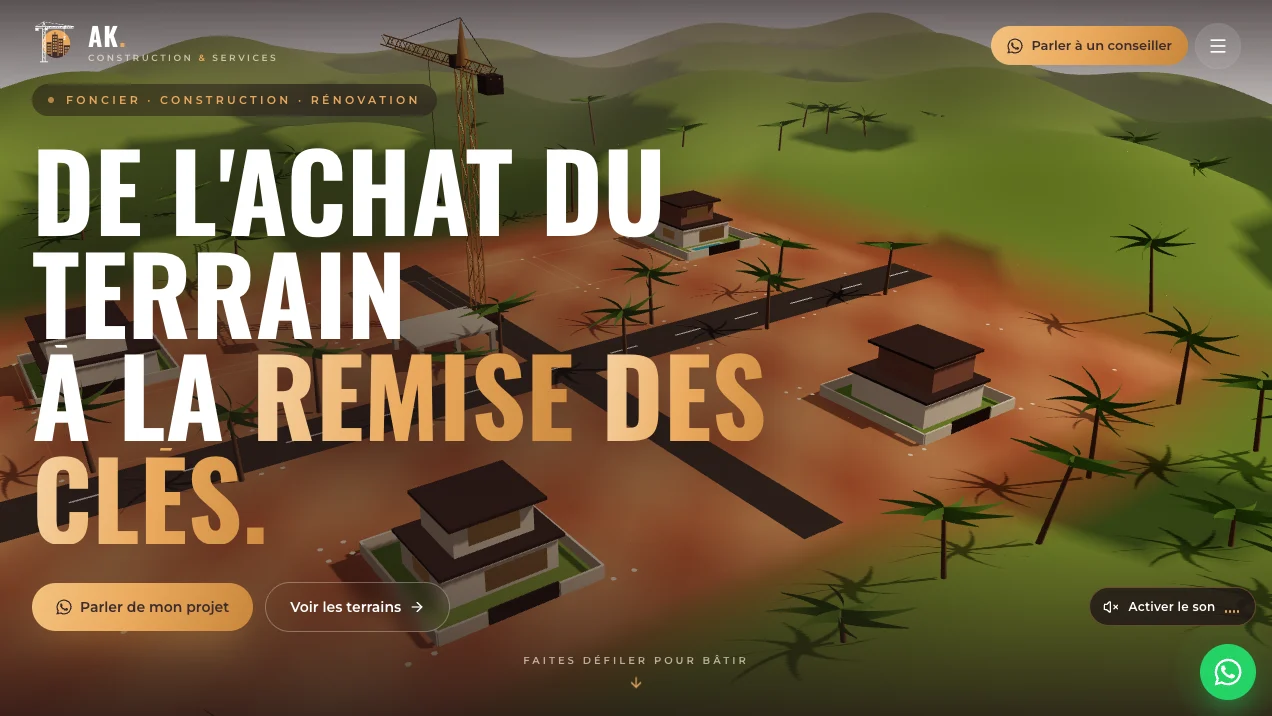 AK.
CONSTRUCTION & SERVICES
Parler à un conseiller
FONCIER · CONSTRUCTION · RÉNOVATION
DE L'ACHAT DU
TERRAIN
À LA REMISE DES
CLÉS.
Parler de mon projet
Voir les terrains
Activer le son
FAITES DÉFILER POUR BÂTIR